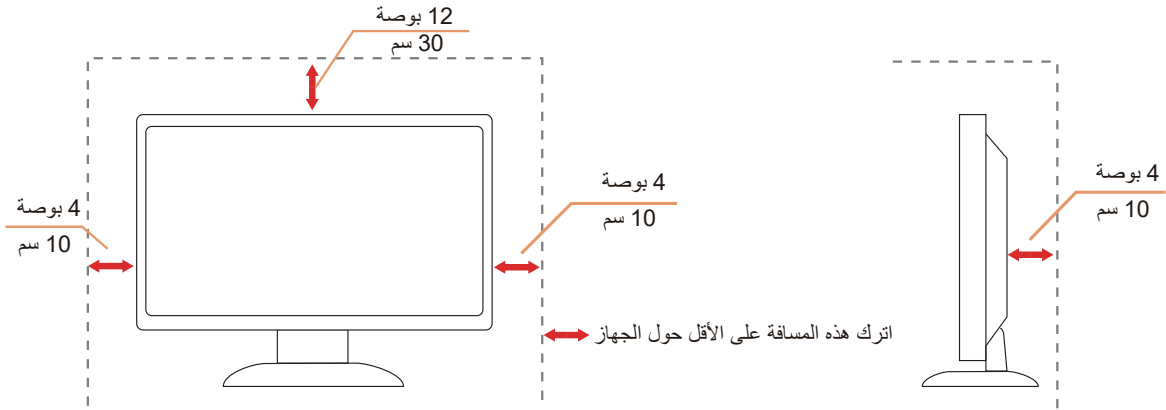 12 بوصة
30 سم
4 بوصة
10 سم
4 بوصة
10 سم
4 بوصة
10 سم
اترك هذه المسافة على الأقل حول الجهاز